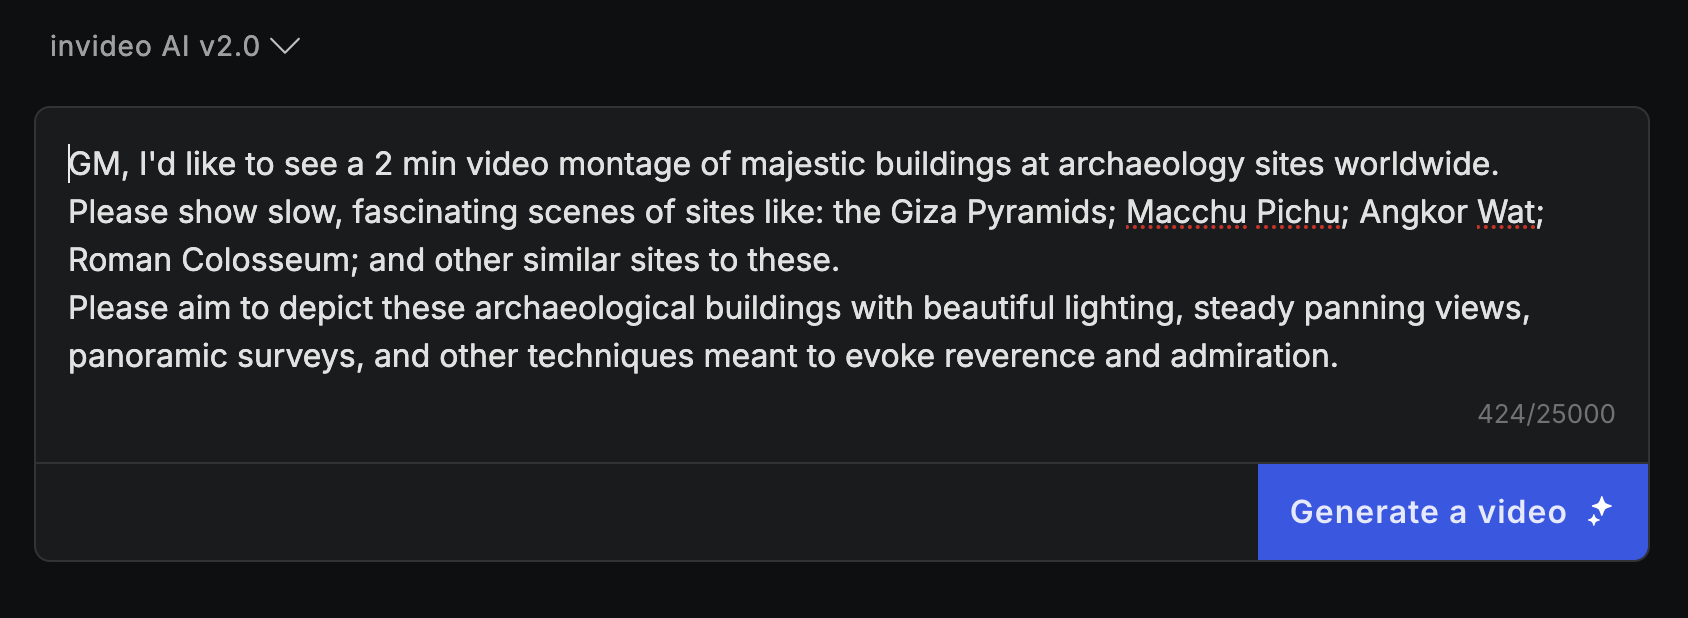 invideo AI v2.0
GM, I'd like to see a 2 min video montage of majestic buildings at archaeology sites worldwide.
Please show slow, fascinating scenes of sites like: the Giza Pyramids; Macchu Pichu; Angkor Wat;
Roman Colosseum; and other similar sites to these.
Please aim to depict these archaeological buildings with beautiful lighting, steady panning views,
panoramic surveys, and other techniques meant to evoke reverence and admiration.
424/25000
Generate a video